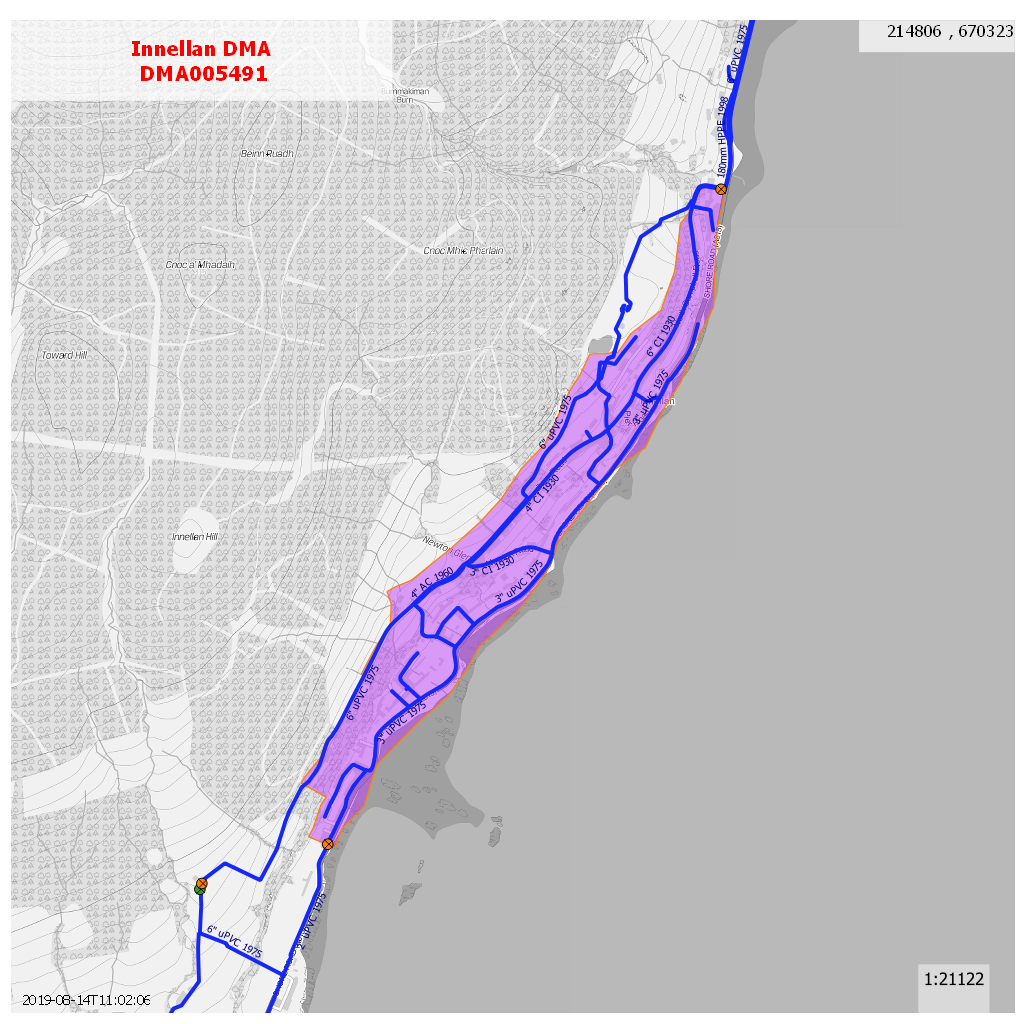 Innellan DMA
DMA005491
214806 , 670323
6" uPVC 1975
Burn
180mm HPPE 1998
Beinn Ruadh
Cnoc Mhic Pharlain
Cnoc a' Mhadaidh
SHORE ROAD (A815)
6" CI 1930
Toward Hill
3" uPVC 1975
6" uPVC 1975
4" CI 1930
Innellan Hill
Newton Glen
3" CI 1930
4" AC 1960
3" uPVC 1975
6" uPVC 1975
3" uPVC 1975
2" uPVC 1975
6" uPVC 1975
1:21122
2019-08-14T11:02:06